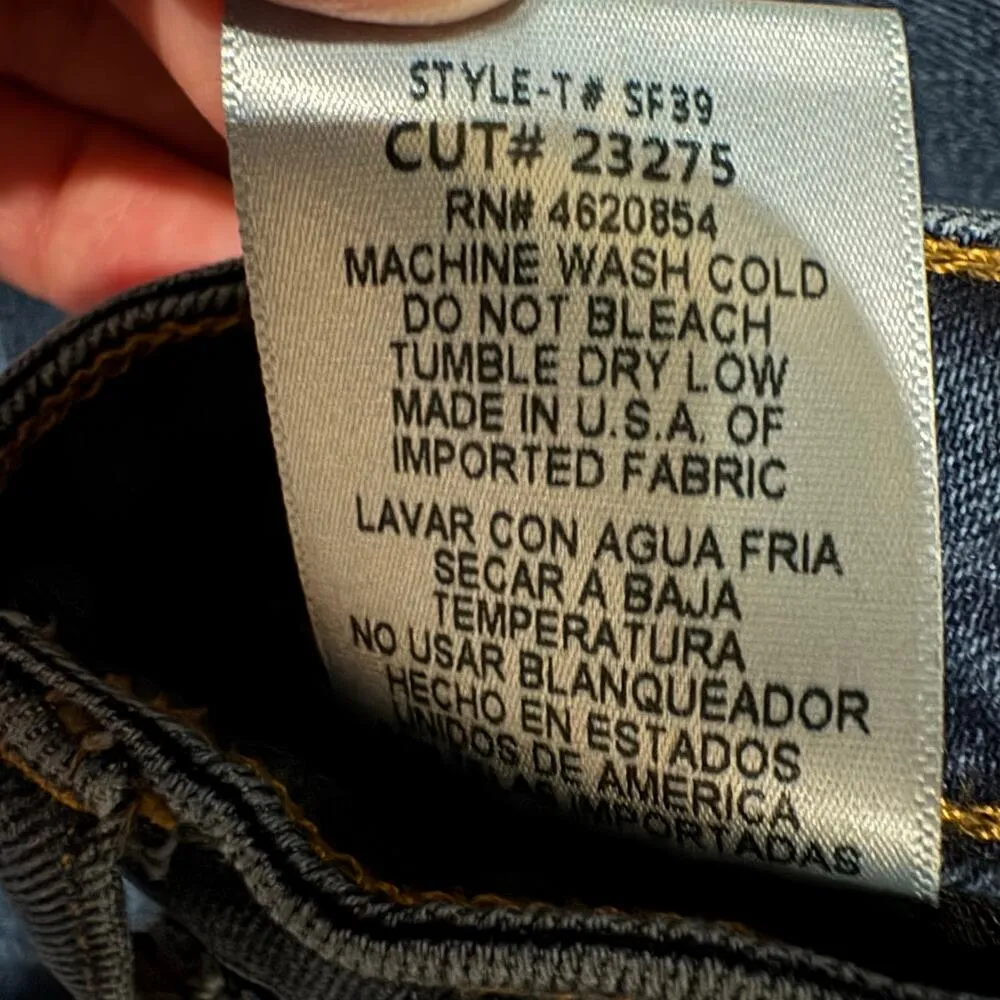 STYLE-T# SF39
CUT# 23275
RN# 4620854
MACHINE WASH COLD
DO NOT BLEACH
TUMBLE DRY LOW
MADE IN U.S.A. OF
IMPORTED FABRIC
LAVAR CON AGUA FRIA
SECAR A BAJA
TEMPERATURA
NO USAR BLANQUEADOR
HECHO EN ESTADOS
UNIDOS DE AMERICA
IMPORTADAS